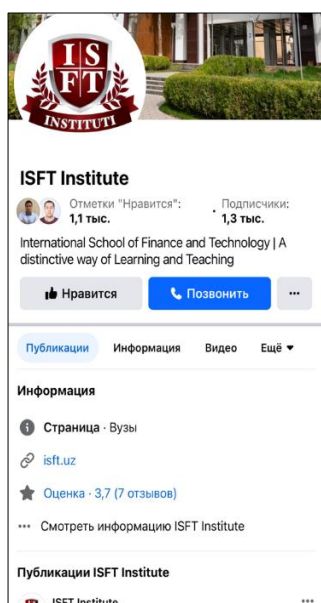 IS
FT
INSTITUTI
ISFT Institute
Отметки "Нравится": · Подписчики:
1,1 тыс. 1,3 тыс.
International School of Finance and Technology | A
distinctive way of Learning and Teaching
Нравится Позвонить ...
Публикации Информация Видео Ещё ▼
Информация
Страница · Вузы
isft.uz
Оценка · 3,7 (7 отзывов)
Смотреть информацию ISFT Institute
Публикации ISFT Institute
ISFT Institute